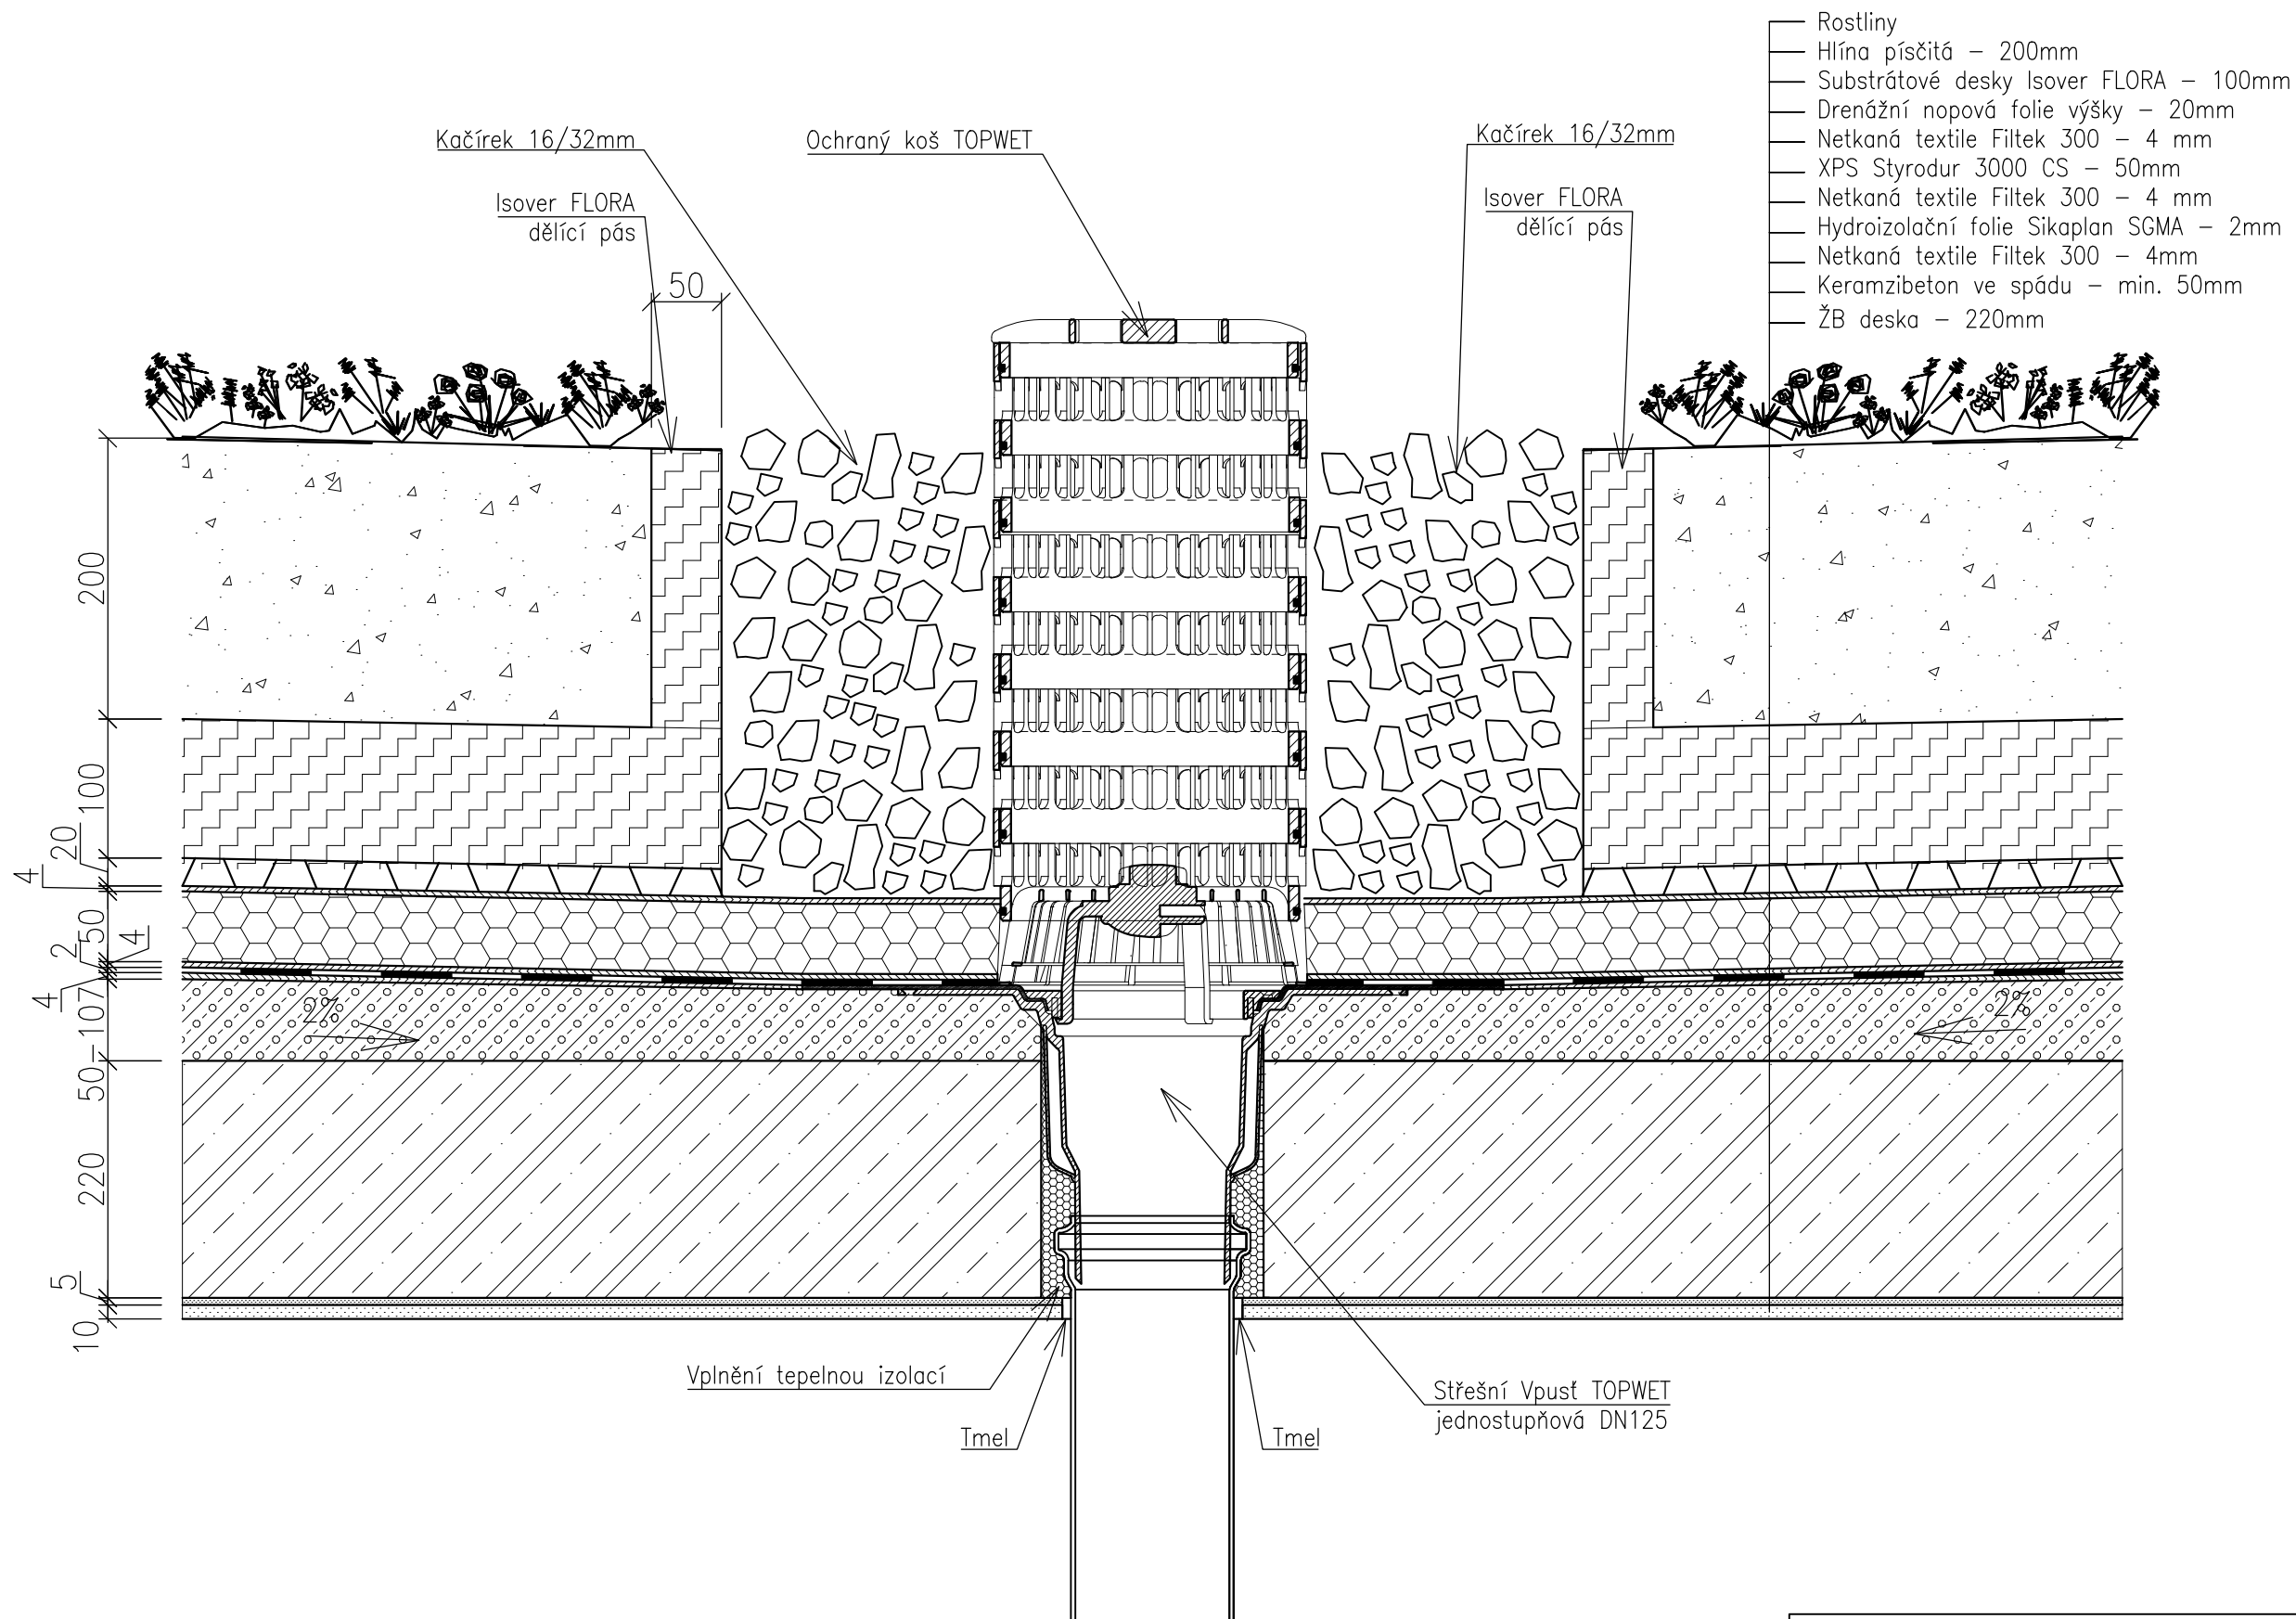 Rostliny
Hlína písčitá – 200mm
Substrátové desky Isover FLORA – 100mm
Drenážní nopová folie výšky – 20mm
Netkaná textile Filtek 300 – 4 mm
XPS Styrodur 3000 CS – 50mm
Netkaná textile Filtek 300 – 4 mm
Hydroizolační folie Sikaplan SGMA – 2mm
Netkaná textile Filtek 300 – 4mm
Keramzibeton ve spádu – min. 50mm
ŽB deska – 220mm
Kačírek 16/32mm
Ochraný koš TOPWET
Kačírek 16/32mm
Isover FLORA
dělící pás
Isover FLORA
dělící pás
50
200
100
20
4
50
4
2
4
50–107
2%
2%
220
5
10
Vplnění tepelnou izolací
Tmel
Tmel
Střešní Vpusť TOPWET
jednostupňová DN125